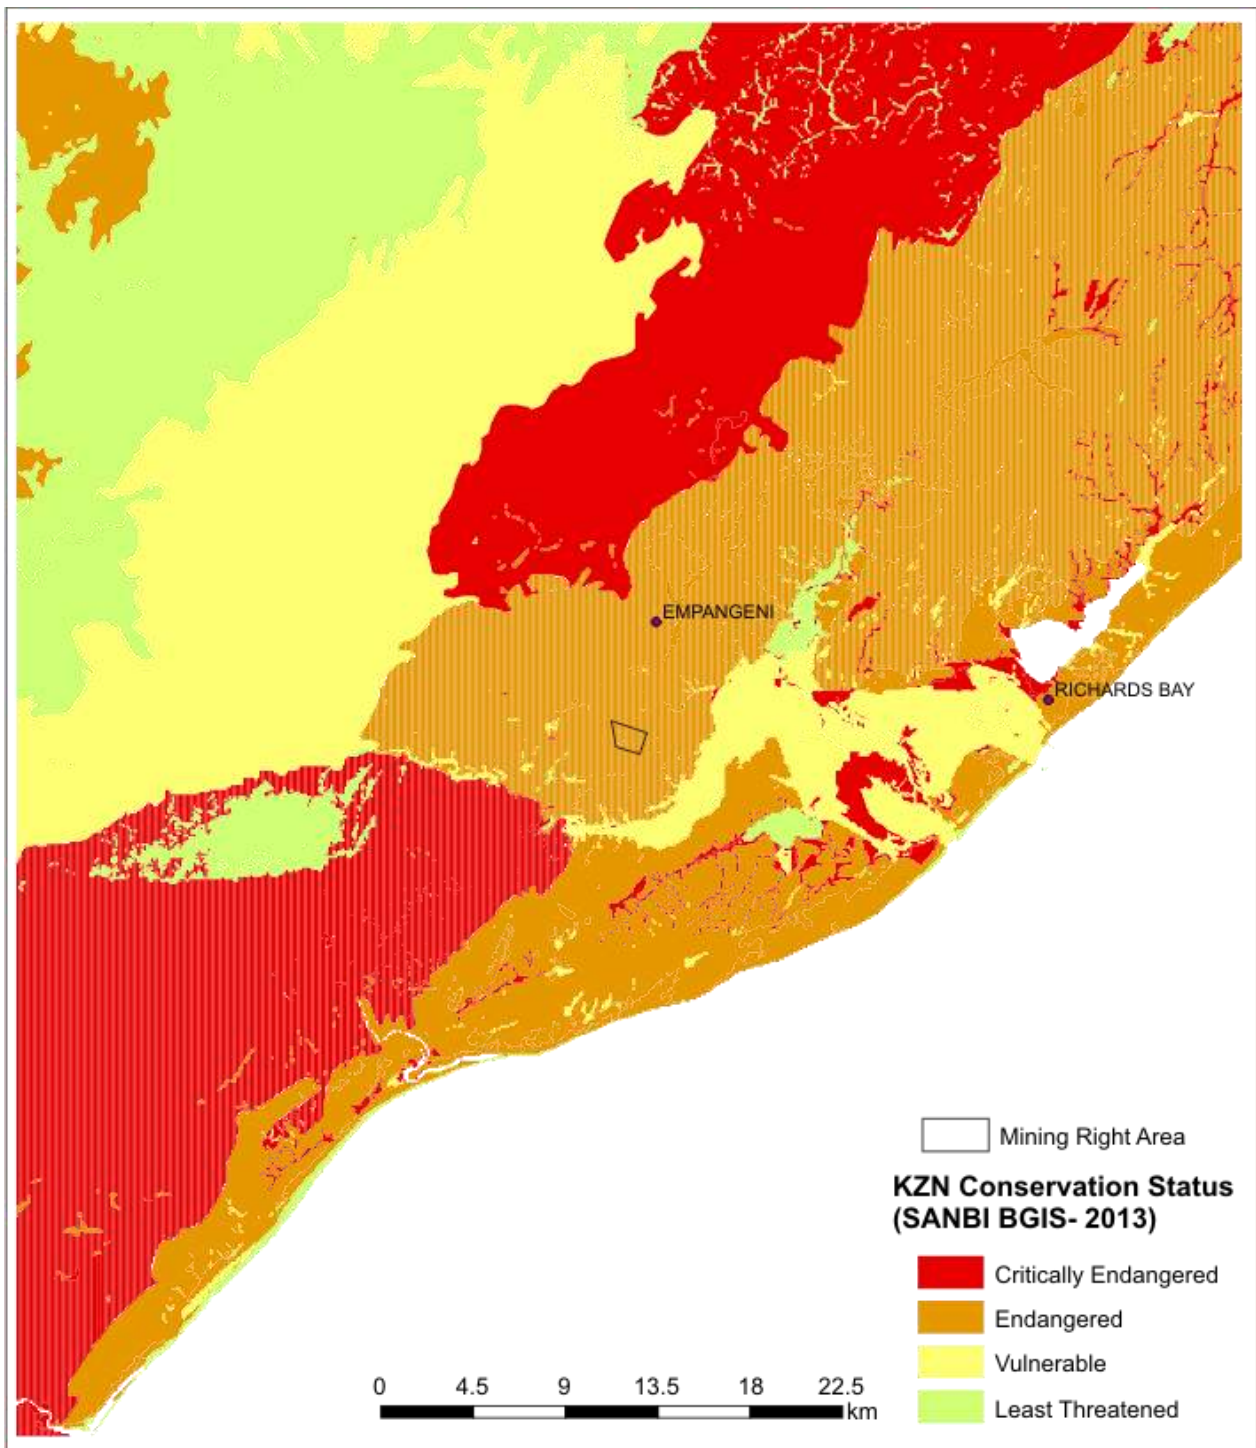 EMPANGENI
RICHARDS BAY
Mining Right Area
KZN Conservation Status
(SANBI BGIS- 2013)
Critically Endangered
Endangered
Vulnerable
Least Threatened
0 4.5 9 13.5 18 22.5
km